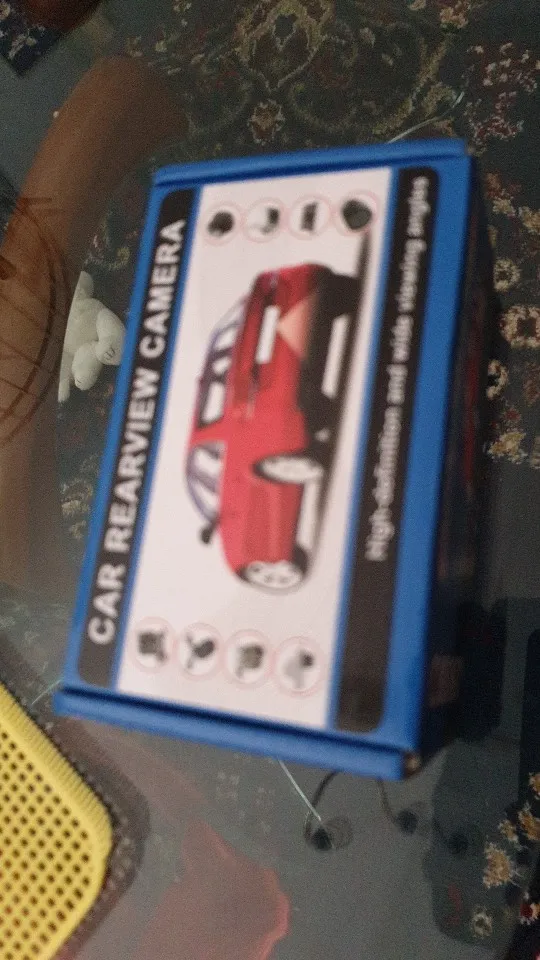 CAR REARVIEW CAMERA
High-definition and wide viewing angles